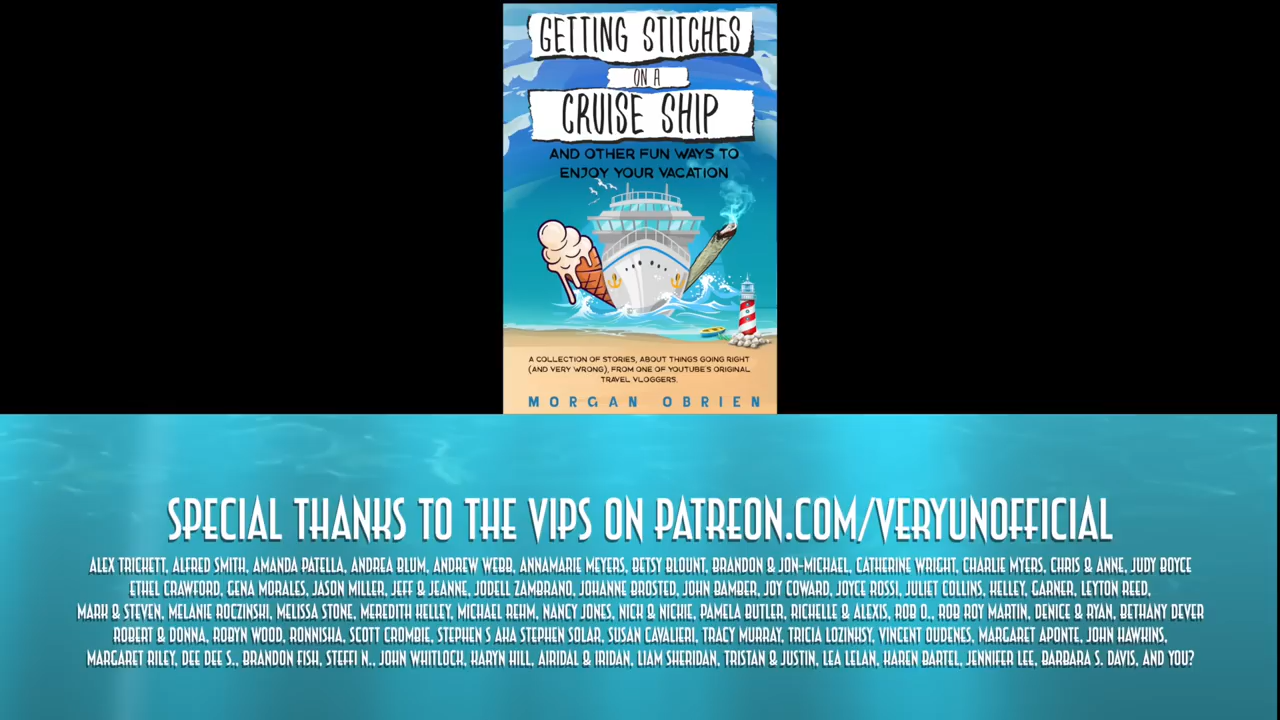 GETTING STITCHES
ON A
CRUISE SHIP
AND OTHER FUN WAYS TO
ENJOY YOUR VACATION
A COLLECTION OF STORIES, ABOUT THINGS GOING RIGHT
(AND VERY WRONG), FROM ONE OF YOUTUBE'S ORIGINAL
TRAVEL VLOGGERS.
MORGAN OBRIEN
SPECIAL THANKS TO THE VIPS ON PATREON.COM/VERYUNOFFICIAL
ALEX TRICHETT, ALFRED SMITH, AMANDA PATELLA, ANDREA BLUM, ANDREW WEBB, ANNAMARIE MEYERS, BETSY BLOUNT, BRANDON & JON-MICHAEL, CATHERINE WRIGHT, CHARLIE MYERS, CHRIS & ANNE, JUDY BOYCE
ETHEL CRAWFORD, GENA MORALES, JASON MILLER, JEFF & JEANNE, JODELL ZAMBRANO, JOHANNE BROSTED, JOHN BAMBER, JOY COWARD, JOYCE ROSSI, JULIET COLLINS, KELLEY, GARNER, LEYTON REED,
MARK & STEVEN, MELANIE ROCZINSKI, MELISSA STONE, MEREDITH KELLEY, MICHAEL REHM, NANCY JONES, NICH & NICKIE, PAMELA BUTLER, RICHELLE & ALEXIS, ROB O., ROB ROY MARTIN, DENICE & RYAN, BETHANY DEVER
ROBERT & DONNA, ROBYN WOOD, RONNISHA, SCOTT CROMBIE, STEPHEN S AKA STEPHEN SOLAR, SUSAN CAVALIERI, TRACY MURRAY, TRICIA LOZINKSY, VINCENT OUDENES, MARGARET APONTE, JOHN HAWKINS,
MARGARET RILEY, DEE DEE S., BRANDON FISH, STEFFI N., JOHN WHITLOCK, KARYN HILL, AIRIDAL & IRIDAN, LIAM SHERIDAN, TRISTAN & JUSTIN, LEA LELAN, KAREN BARTEL, JENNIFER LEE, BARBARA S. DAVIS, AND YOU?